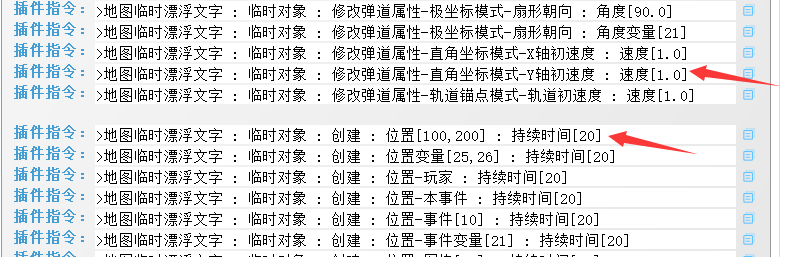 插件指令: >地图临时漂浮文字 : 临时对象 : 修改弹道属性-极坐标模式-扇形朝向 : 角度[90.0]
插件指令: >地图临时漂浮文字 : 临时对象 : 修改弹道属性-极坐标模式-扇形朝向 : 角度变量[21]
插件指令: >地图临时漂浮文字 : 临时对象 : 修改弹道属性-直角坐标模式-X轴初速度 : 速度[1.0]
插件指令: >地图临时漂浮文字 : 临时对象 : 修改弹道属性-直角坐标模式-Y轴初速度 : 速度[1.0]
插件指令: >地图临时漂浮文字 : 临时对象 : 修改弹道属性-轨道锚点模式-轨道初速度 : 速度[1.0]
插件指令: >地图临时漂浮文字 : 临时对象 : 创建 : 位置[100,200] : 持续时间[20]
插件指令: >地图临时漂浮文字 : 临时对象 : 创建 : 位置变量[25,26] : 持续时间[20]
插件指令: >地图临时漂浮文字 : 临时对象 : 创建 : 位置-玩家 : 持续时间[20]
插件指令: >地图临时漂浮文字 : 临时对象 : 创建 : 位置-本事件 : 持续时间[20]
插件指令: >地图临时漂浮文字 : 临时对象 : 创建 : 位置-事件[10] : 持续时间[20]
插件指令: >地图临时漂浮文字 : 临时对象 : 创建 : 位置-事件变量[21] : 持续时间[20]